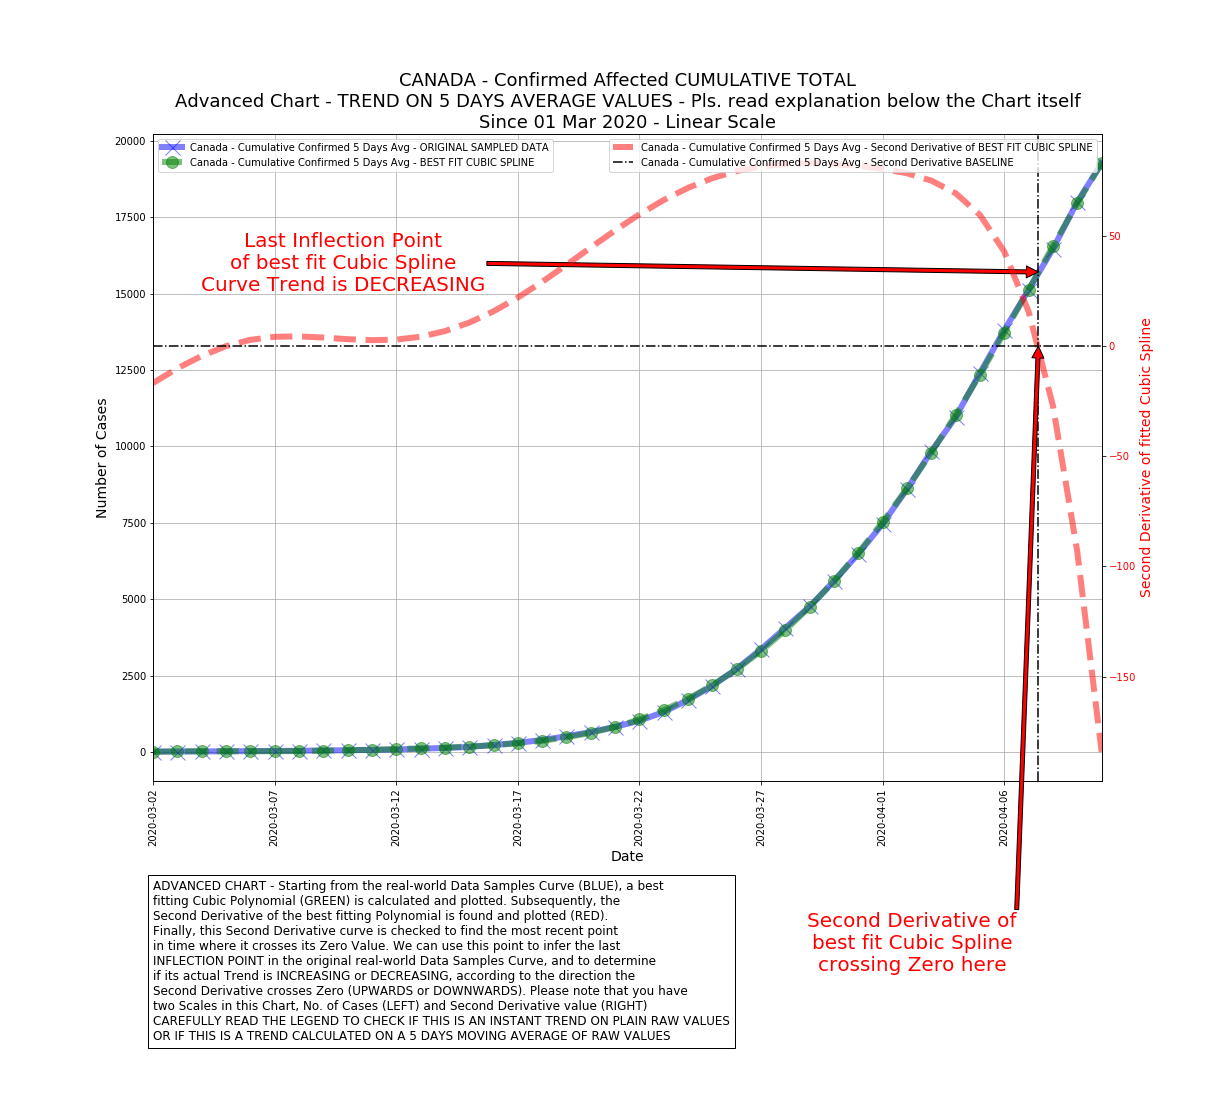 CANADA - Confirmed Affected CUMULATIVE TOTAL
Advanced Chart - TREND ON 5 DAYS AVERAGE VALUES - Pls. read explanation below the Chart itself
Since 01 Mar 2020 - Linear Scale
Canada - Cumulative Confirmed 5 Days Avg - ORIGINAL SAMPLED DATA
Canada - Cumulative Confirmed 5 Days Avg - BEST FIT CUBIC SPLINE
Canada - Cumulative Confirmed 5 Days Avg - Second Derivative of BEST FIT CUBIC SPLINE
Canada - Cumulative Confirmed 5 Days Avg - Second Derivative BASELINE
Last Inflection Point
of best fit Cubic Spline
Curve Trend is DECREASING
Number of Cases
20000
17500
15000
12500
10000
7500
5000
2500
0
50
0
−50
−100
−150
Second Derivative of fitted Cubic Spline
2020-03-02
2020-03-07
2020-03-12
2020-03-17
2020-03-22
2020-03-27
2020-04-01
2020-04-06
Date
ADVANCED CHART - Starting from the real-world Data Samples Curve (BLUE), a best
fitting Cubic Polynomial (GREEN) is calculated and plotted. Subsequently, the
Second Derivative of the best fitting Polynomial is found and plotted (RED).
Finally, this Second Derivative curve is checked to find the most recent point
in time where it crosses its Zero Value. We can use this point to infer the last
INFLECTION POINT in the original real-world Data Samples Curve, and to determine
if its actual Trend is INCREASING or DECREASING, according to the direction the
Second Derivative crosses Zero (UPWARDS or DOWNWARDS). Please note that you have
two Scales in this Chart, No. of Cases (LEFT) and Second Derivative value (RIGHT)
CAREFULLY READ THE LEGEND TO CHECK IF THIS IS AN INSTANT TREND ON PLAIN RAW VALUES
OR IF THIS IS A TREND CALCULATED ON A 5 DAYS MOVING AVERAGE OF RAW VALUES
Second Derivative of
best fit Cubic Spline
crossing Zero here